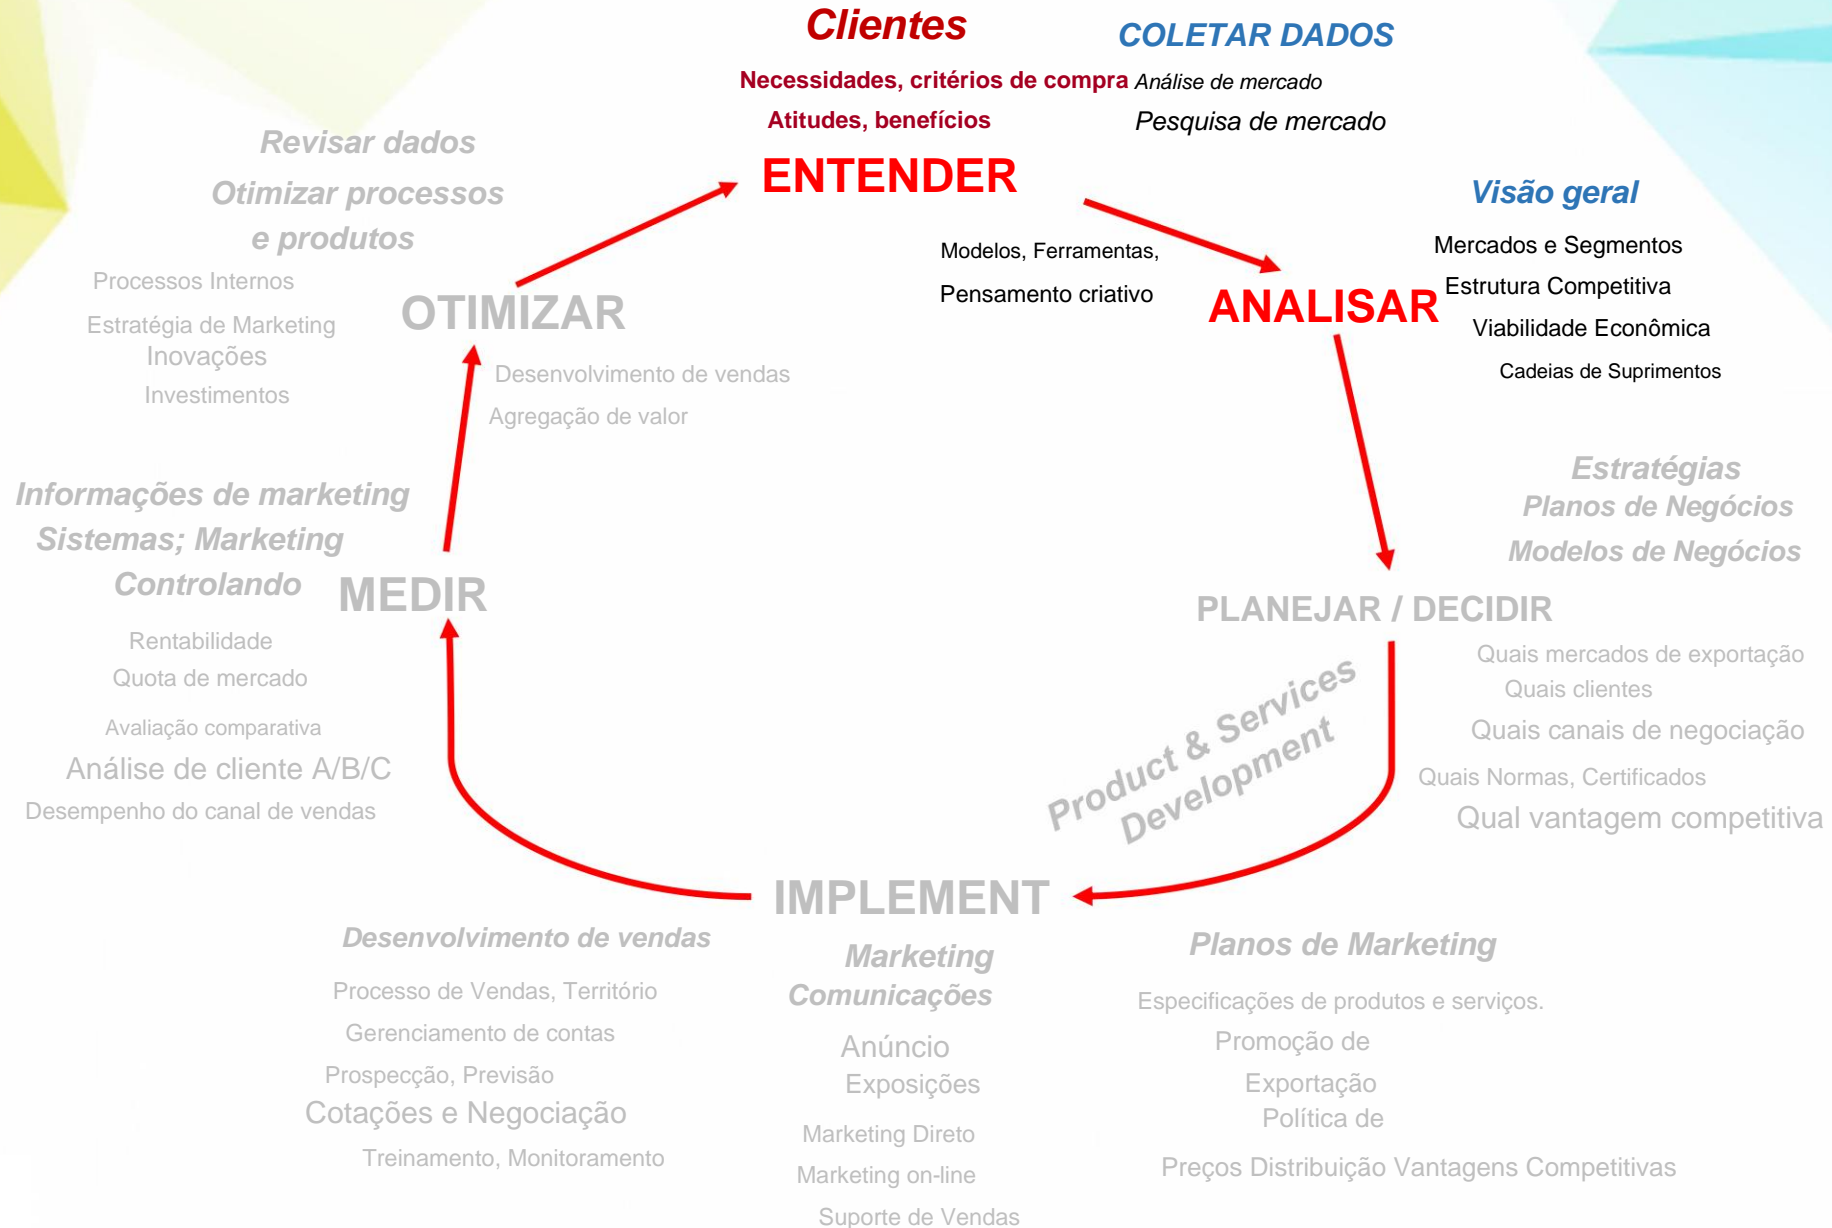 Clientes
COLETAR DADOS
Necessidades, critérios de compra
Análise de mercado
Atitudes, benefícios
Pesquisa de mercado
ENTENDER
Revisar dados
Otimizar processos
e produtos
Processos Internos
Estratégia de Marketing
Inovações
Investimentos
OTIMIZAR
Desenvolvimento de vendas
Agregação de valor
Modelos, Ferramentas,
Pensamento criativo
ANALISAR
Visão geral
Mercados e Segmentos
Estrutura Competitiva
Viabilidade Econômica
Cadeias de Suprimentos
Informações de marketing
Sistemas; Marketing
Controlando
MEDIR
Rentabilidade
Quota de mercado
Avaliação comparativa
Análise de cliente A/B/C
Desempenho do canal de vendas
Estratégias
Planos de Negócios
Modelos de Negócios
PLANEJAR / DECIDIR
Quais mercados de exportação
Quais clientes
Quais canais de negociação
Quais Normas, Certificados
Qual vantagem competitiva
Product & Services
Development
IMPLEMENT
Desenvolvimento de vendas
Processo de Vendas, Território
Gerenciamento de contas
Prospecção, Previsão
Cotações e Negociação
Treinamento, Monitoramento
Marketing
Comunicações
Anúncio
Exposições
Marketing Direto
Marketing on-line
Suporte de Vendas
Planos de Marketing
Especificações de produtos e serviços.
Promoção de
Exportação
Política de
Preços Distribuição Vantagens Competitivas